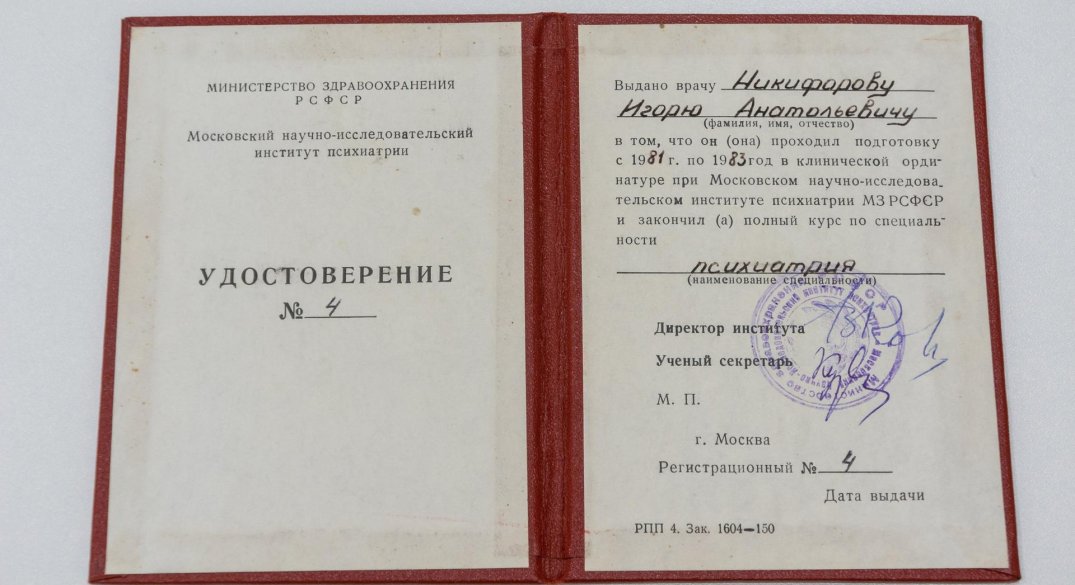 МИНИСТЕРСТВО ЗДРАВООХРАНЕНИЯ
РСФСР
Московский научно-исследовательский
институт психиатрии
УДОСТОВЕРЕНИЕ
№ 4
Выдано врачу Никифорову
Игорю Анатольевичу
(фамилия, имя, отчество)
в том, что он (она) проходил подготовку
с 1981 г. по 1983 год в клинической орди-
натуре при Московском научно-исследова-
тельском институте психиатрии МЗ РСФСР
и закончил (а) полный курс по специаль-
ности
психиатрия
(наименование специальности)
Директор института
Ученый секретарь
М. П.
г. Москва
Регистрационный № 4
Дата выдачи
РПП 4. Зак. 1604—150